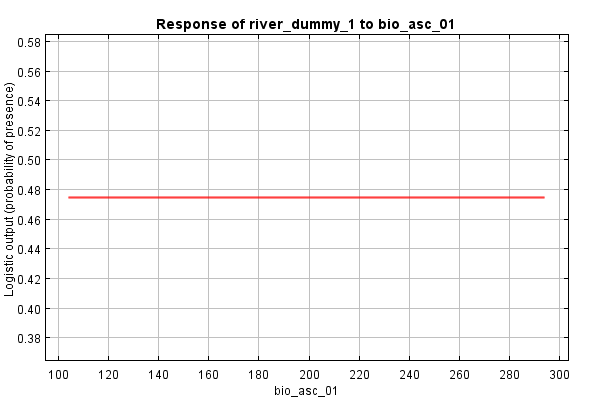 Response of river_dummy_1 to bio_asc_01
Logistic output (probability of presence)
0.58
0.56
0.54
0.52
0.50
0.48
0.46
0.44
0.42
0.40
0.38
100 120 140 160 180 200 220 240 260 280 300
bio_asc_01